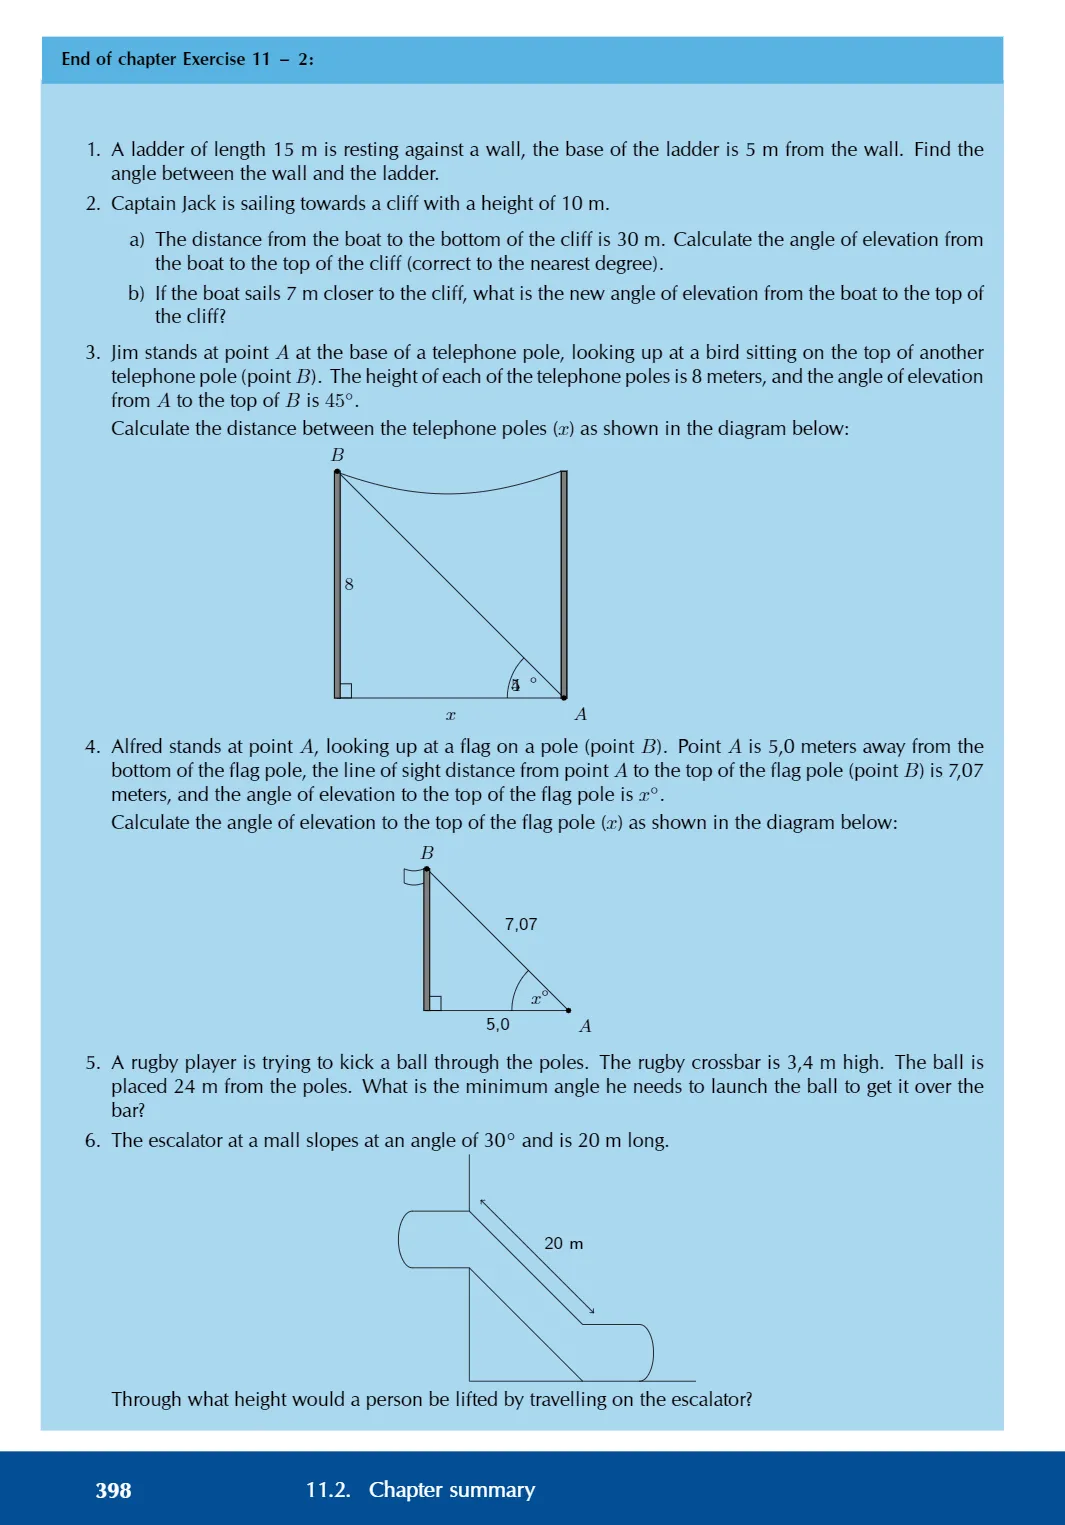 End of chapter Exercise 11 – 2:
1. A ladder of length 15 m is resting against a wall, the base of the ladder is 5 m from the wall. Find the
angle between the wall and the ladder.
2. Captain Jack is sailing towards a cliff with a height of 10 m.
a) The distance from the boat to the bottom of the cliff is 30 m. Calculate the angle of elevation from
the boat to the top of the cliff (correct to the nearest degree).
b) If the boat sails 7 m closer to the cliff, what is the new angle of elevation from the boat to the top of
the cliff?
3. Jim stands at point A at the base of a telephone pole, looking up at a bird sitting on the top of another
telephone pole (point B). The height of each of the telephone poles is 8 meters, and the angle of elevation
from A to the top of B is 45°.
Calculate the distance between the telephone poles (x) as shown in the diagram below:
B
8
°
x
A
4. Alfred stands at point A, looking up at a flag on a pole (point B). Point A is 5,0 meters away from the
bottom of the flag pole, the line of sight distance from point A to the top of the flag pole (point B) is 7,07
meters, and the angle of elevation to the top of the flag pole is x°.
Calculate the angle of elevation to the top of the flag pole (x) as shown in the diagram below:
B
7,07
x°
5,0
A
5. A rugby player is trying to kick a ball through the poles. The rugby crossbar is 3,4 m high. The ball is
placed 24 m from the poles. What is the minimum angle he needs to launch the ball to get it over the
bar?
6. The escalator at a mall slopes at an angle of 30° and is 20 m long.
20 m
Through what height would a person be lifted by travelling on the escalator?
398 11.2. Chapter summary